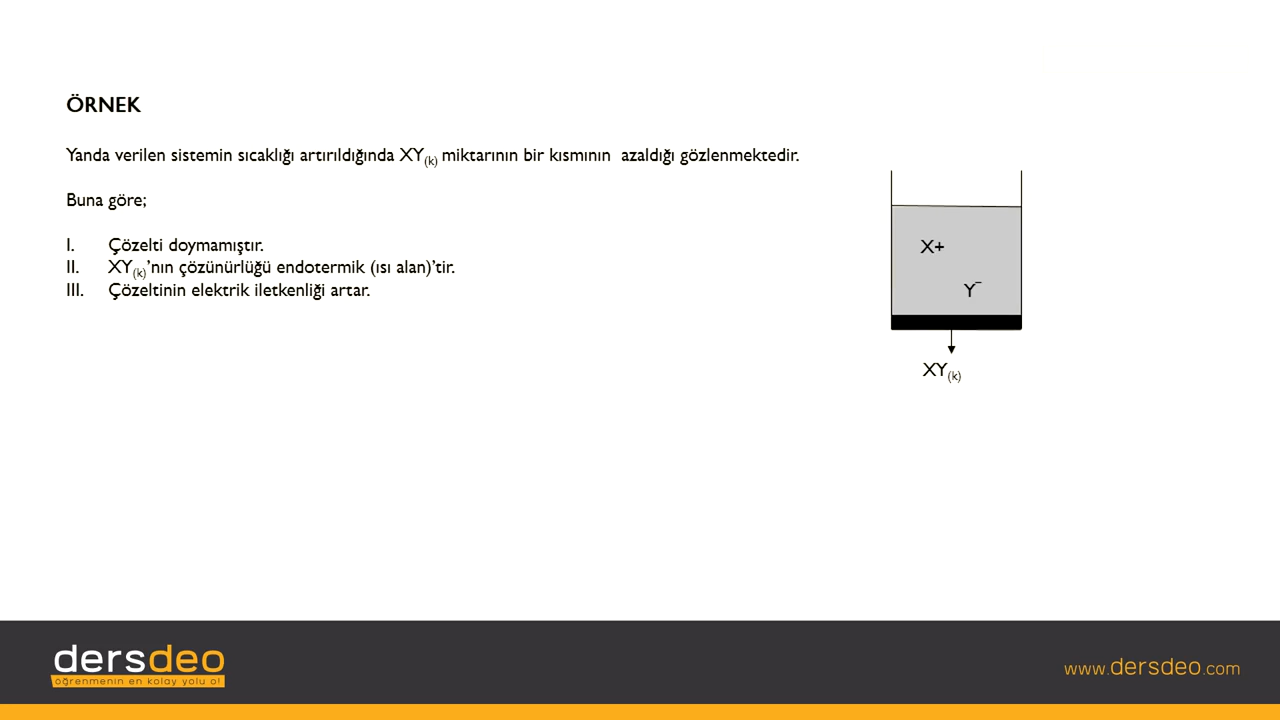 ÖRNEK
Yanda verilen sistemin sıcaklığı artırıldığında XY(k) miktarının bir kısmının azaldığı gözlenmektedir.
Buna göre;
I. Çözelti doymamıştır.
II. XY(k)’nın çözünürlüğü endotermik (ısı alan)’tir.
III. Çözeltinin elektrik iletkenliği artar.
X+
Y⁻
XY(k)
dersdeo
öğrenmenin en kolay yolu o!
www.dersdeo.com